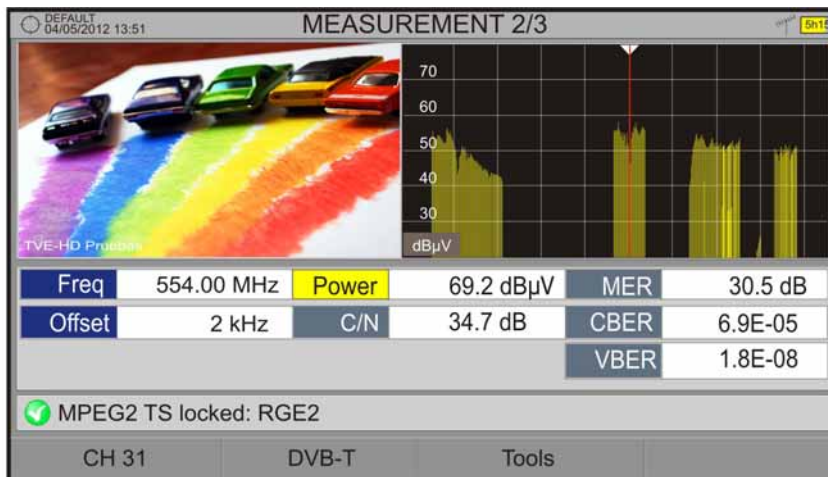 DEFAULT
04/05/2012 13:51
MEASUREMENT 2/3
5h15
TVE-HD Pruebas
70
60
50
40
30
dBµV
Freq 554.00 MHz Power 69.2 dBµV MER 30.5 dB
Offset 2 kHz C/N 34.7 dB CBER 6.9E-05
VBER 1.8E-08
MPEG2 TS locked: RGE2
CH 31 DVB-T Tools